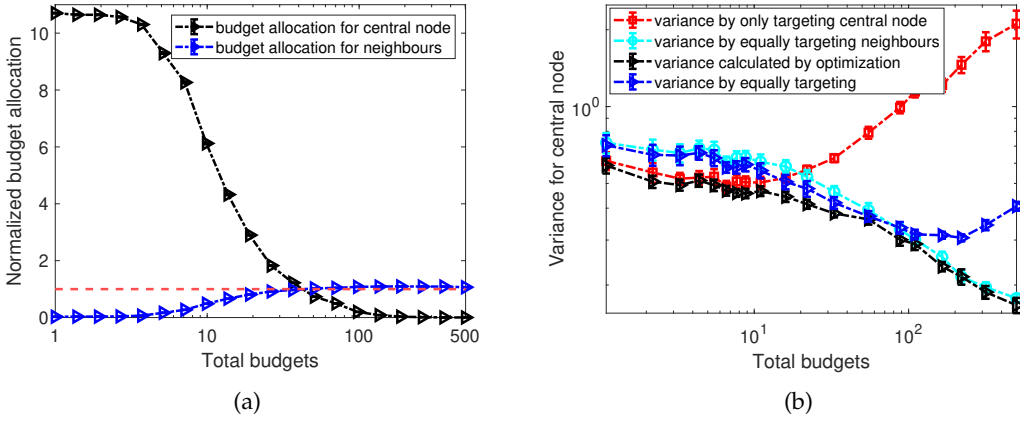 budget allocation for central node
budget allocation for neighbours
Normalized budget allocation
10
8
6
4
2
0
1
10
100
500
Total budgets
(a)
variance by only targeting central node
variance by equally targeting neighbours
variance calculated by optimization
variance by equally targeting
Variance for central node
10^0
10^1
10^2
Total budgets
(b)